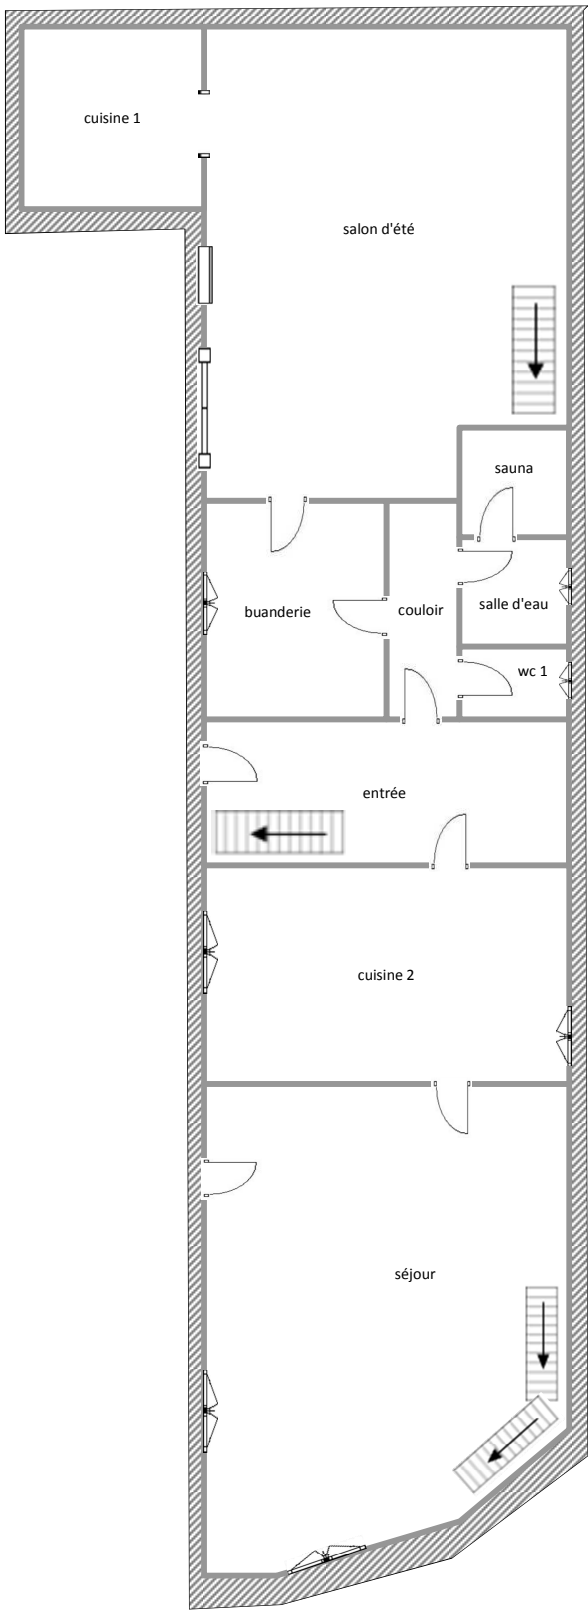 cuisine 1
salon d'été
sauna
salle d'eau
buanderie
couloir
wc 1
entrée
cuisine 2
séjour